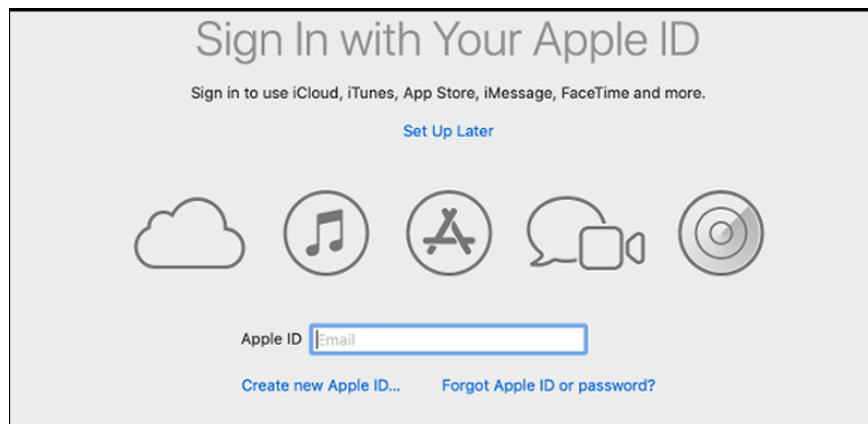 Sign In with Your Apple ID
Sign in to use iCloud, iTunes, App Store, iMessage, FaceTime and more.
Set Up Later
Apple ID Email
Create new Apple ID... Forgot Apple ID or password?